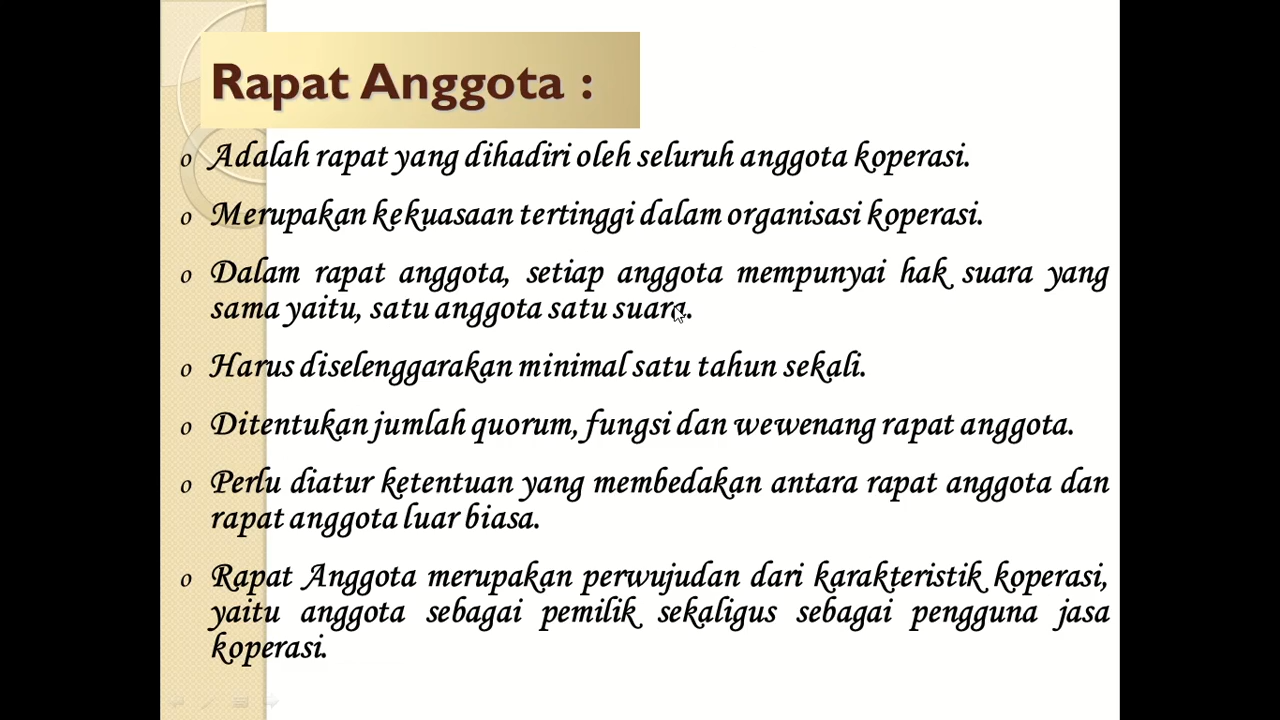 Rapat Anggota :
o Adalah rapat yang dihadiri oleh seluruh anggota koperasi.
o Merupakan kekuasaan tertinggi dalam organisasi koperasi.
o Dalam rapat anggota, setiap anggota mempunyai hak suara yang
sama yaitu, satu anggota satu suara.
o Harus diselenggarakan minimal satu tahun sekali.
o Ditentukan jumlah quorum, fungsi dan wewenang rapat anggota.
o Perlu diatur ketentuan yang membedakan antara rapat anggota dan
rapat anggota luar biasa.
o Rapat Anggota merupakan perwujudan dari karakteristik koperasi,
yaitu anggota sebagai pemilik sekaligus sebagai pengguna jasa
koperasi.